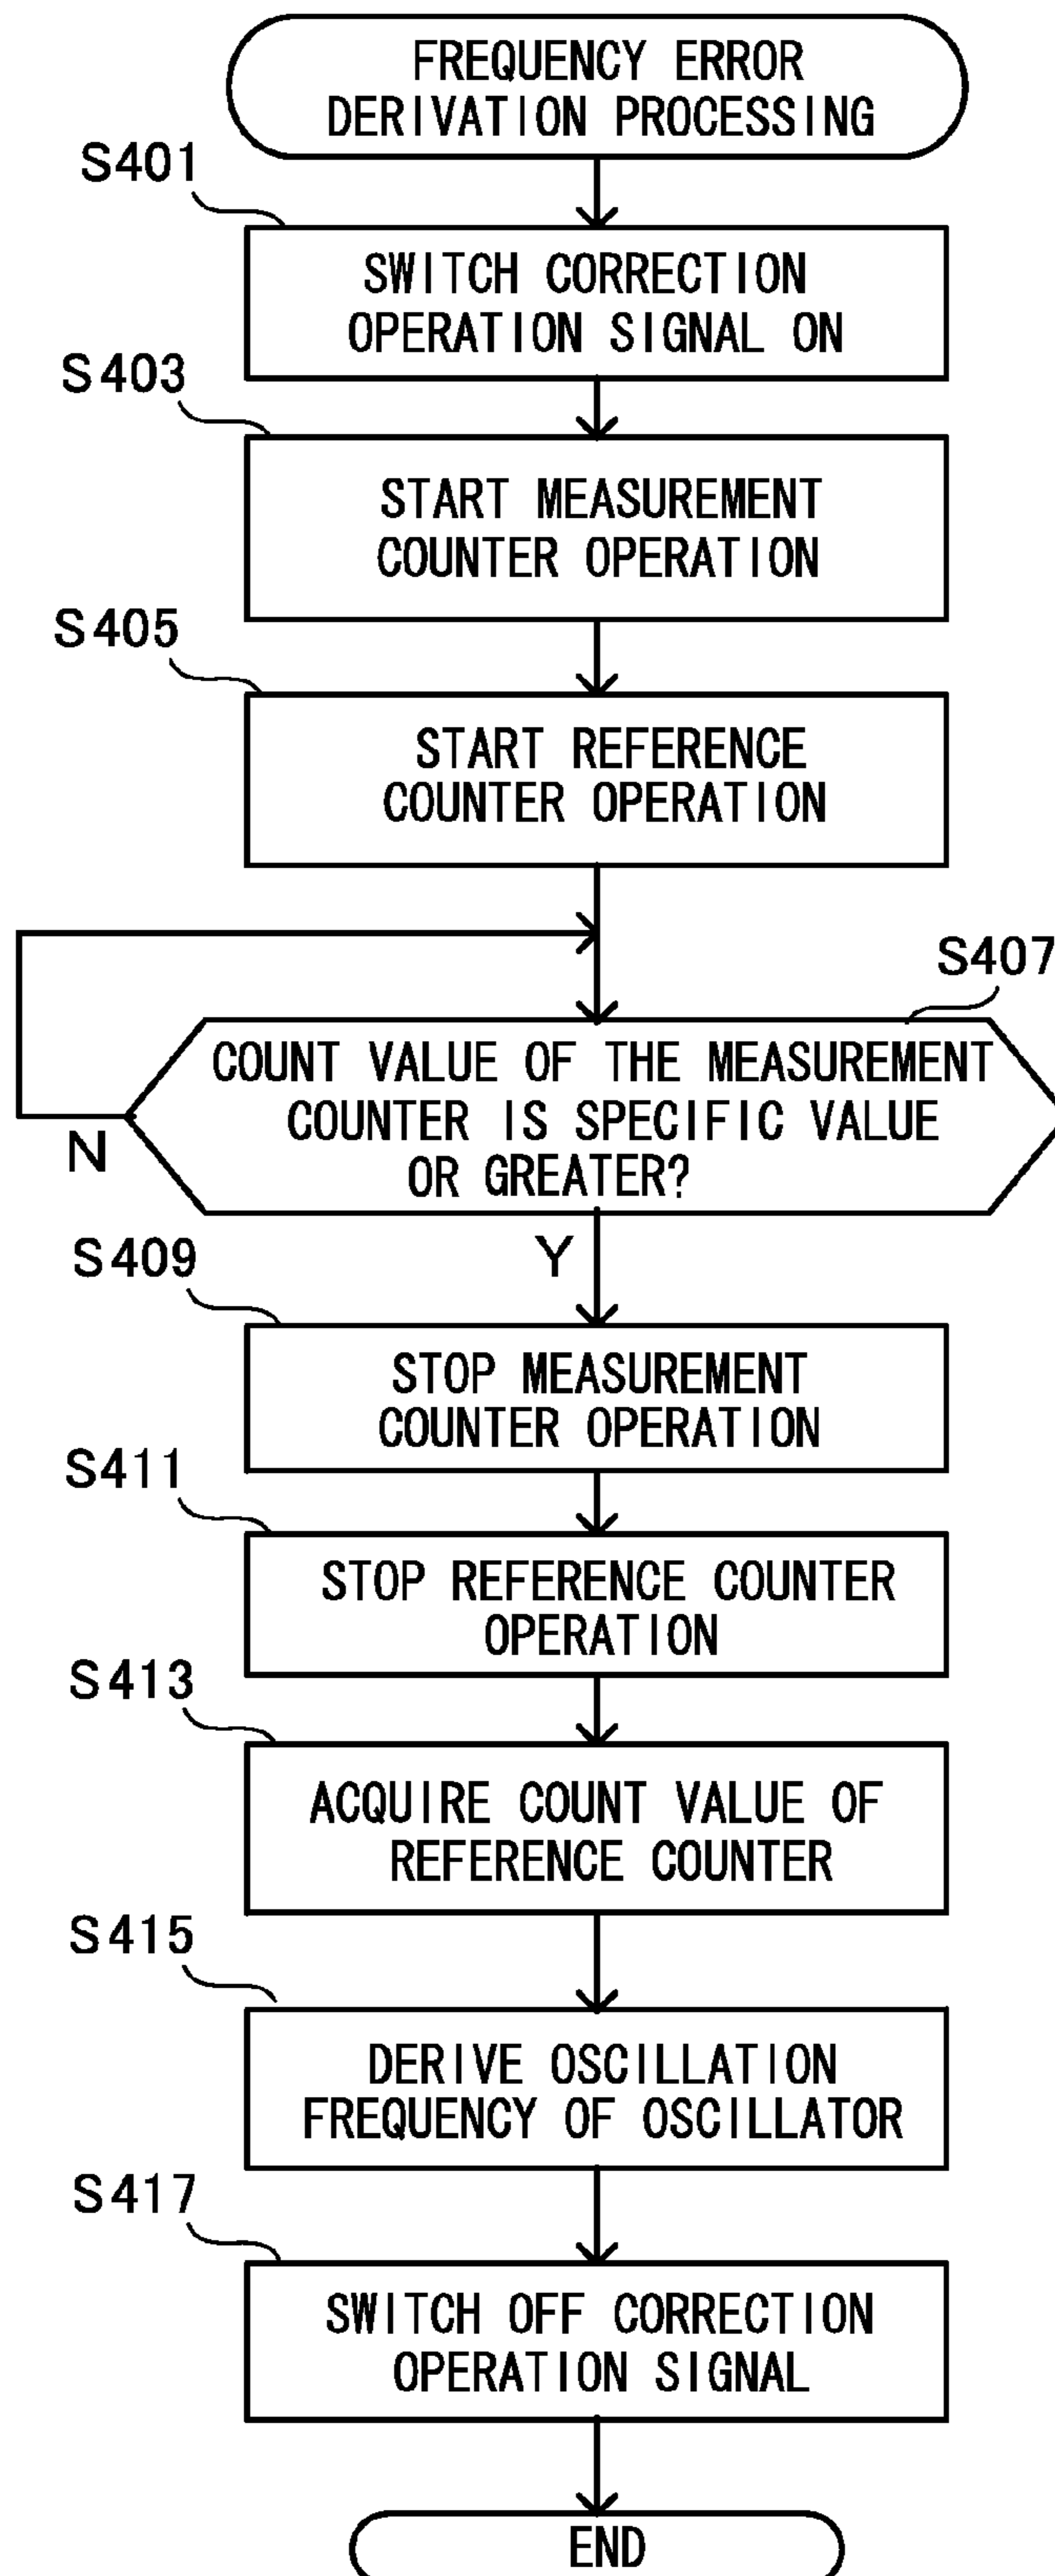 FREQUENCY ERROR
DERIVATION PROCESSING
S401
SWITCH CORRECTION
OPERATION SIGNAL ON
S403
START MEASUREMENT
COUNTER OPERATION
S405
START REFERENCE
COUNTER OPERATION
S407
COUNT VALUE OF THE MEASUREMENT
COUNTER IS SPECIFIC VALUE
OR GREATER?
N
Y
S409
STOP MEASUREMENT
COUNTER OPERATION
S411
STOP REFERENCE COUNTER
OPERATION
S413
ACQUIRE COUNT VALUE OF
REFERENCE COUNTER
S415
DERIVE OSCILLATION
FREQUENCY OF OSCILLATOR
S417
SWITCH OFF CORRECTION
OPERATION SIGNAL
END